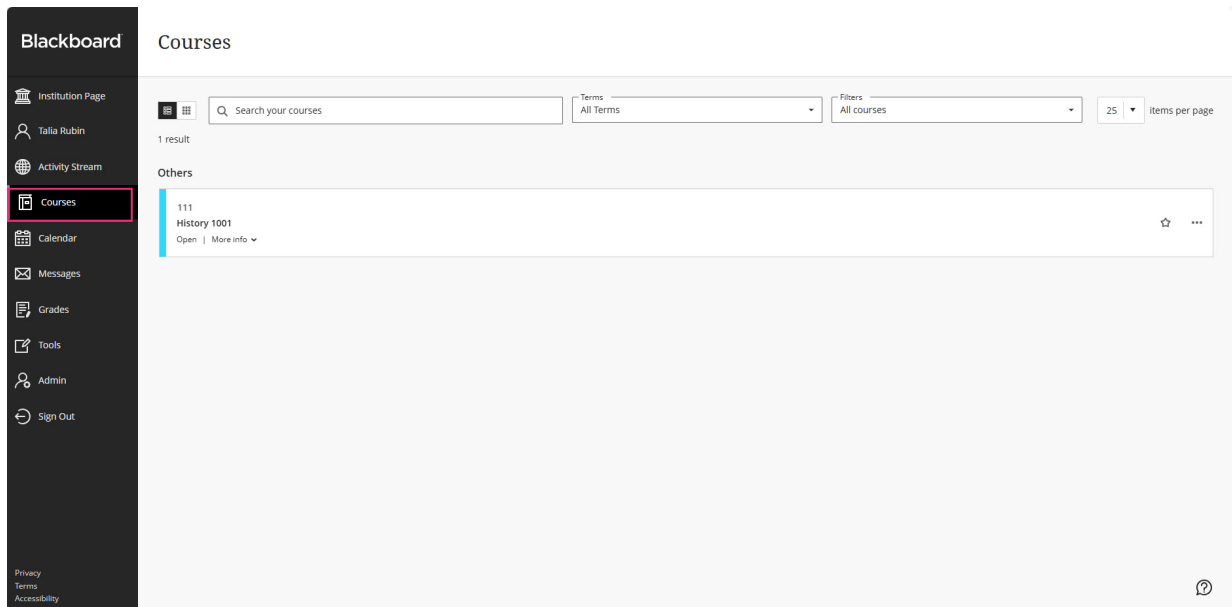 Blackboard
Institution Page
Talia Rubin
Activity Stream
Courses
Calendar
Messages
Grades
Tools
Admin
Sign Out
Privacy
Terms
Accessibility
Courses
Search your courses
Terms
All Terms
Filters
All courses
25
items per page
1 result
Others
111
History 1001
Open | More info